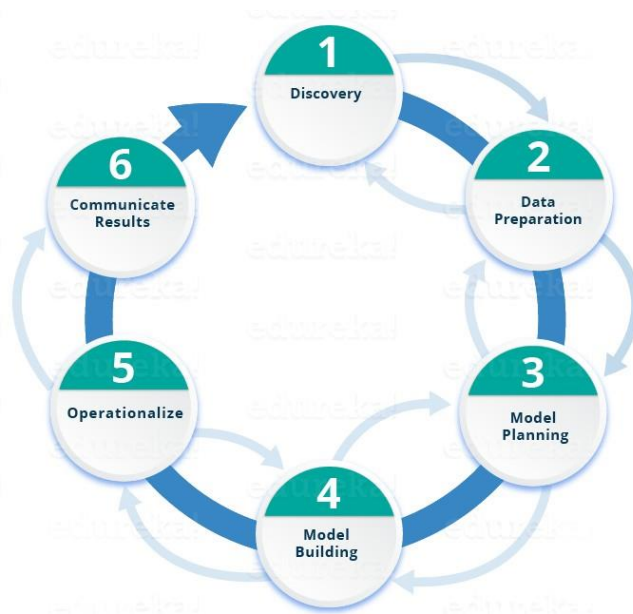 1
Discovery
2
Data
Preparation
3
Model
Planning
4
Model
Building
5
Operationalize
6
Communicate
Results
edureka!